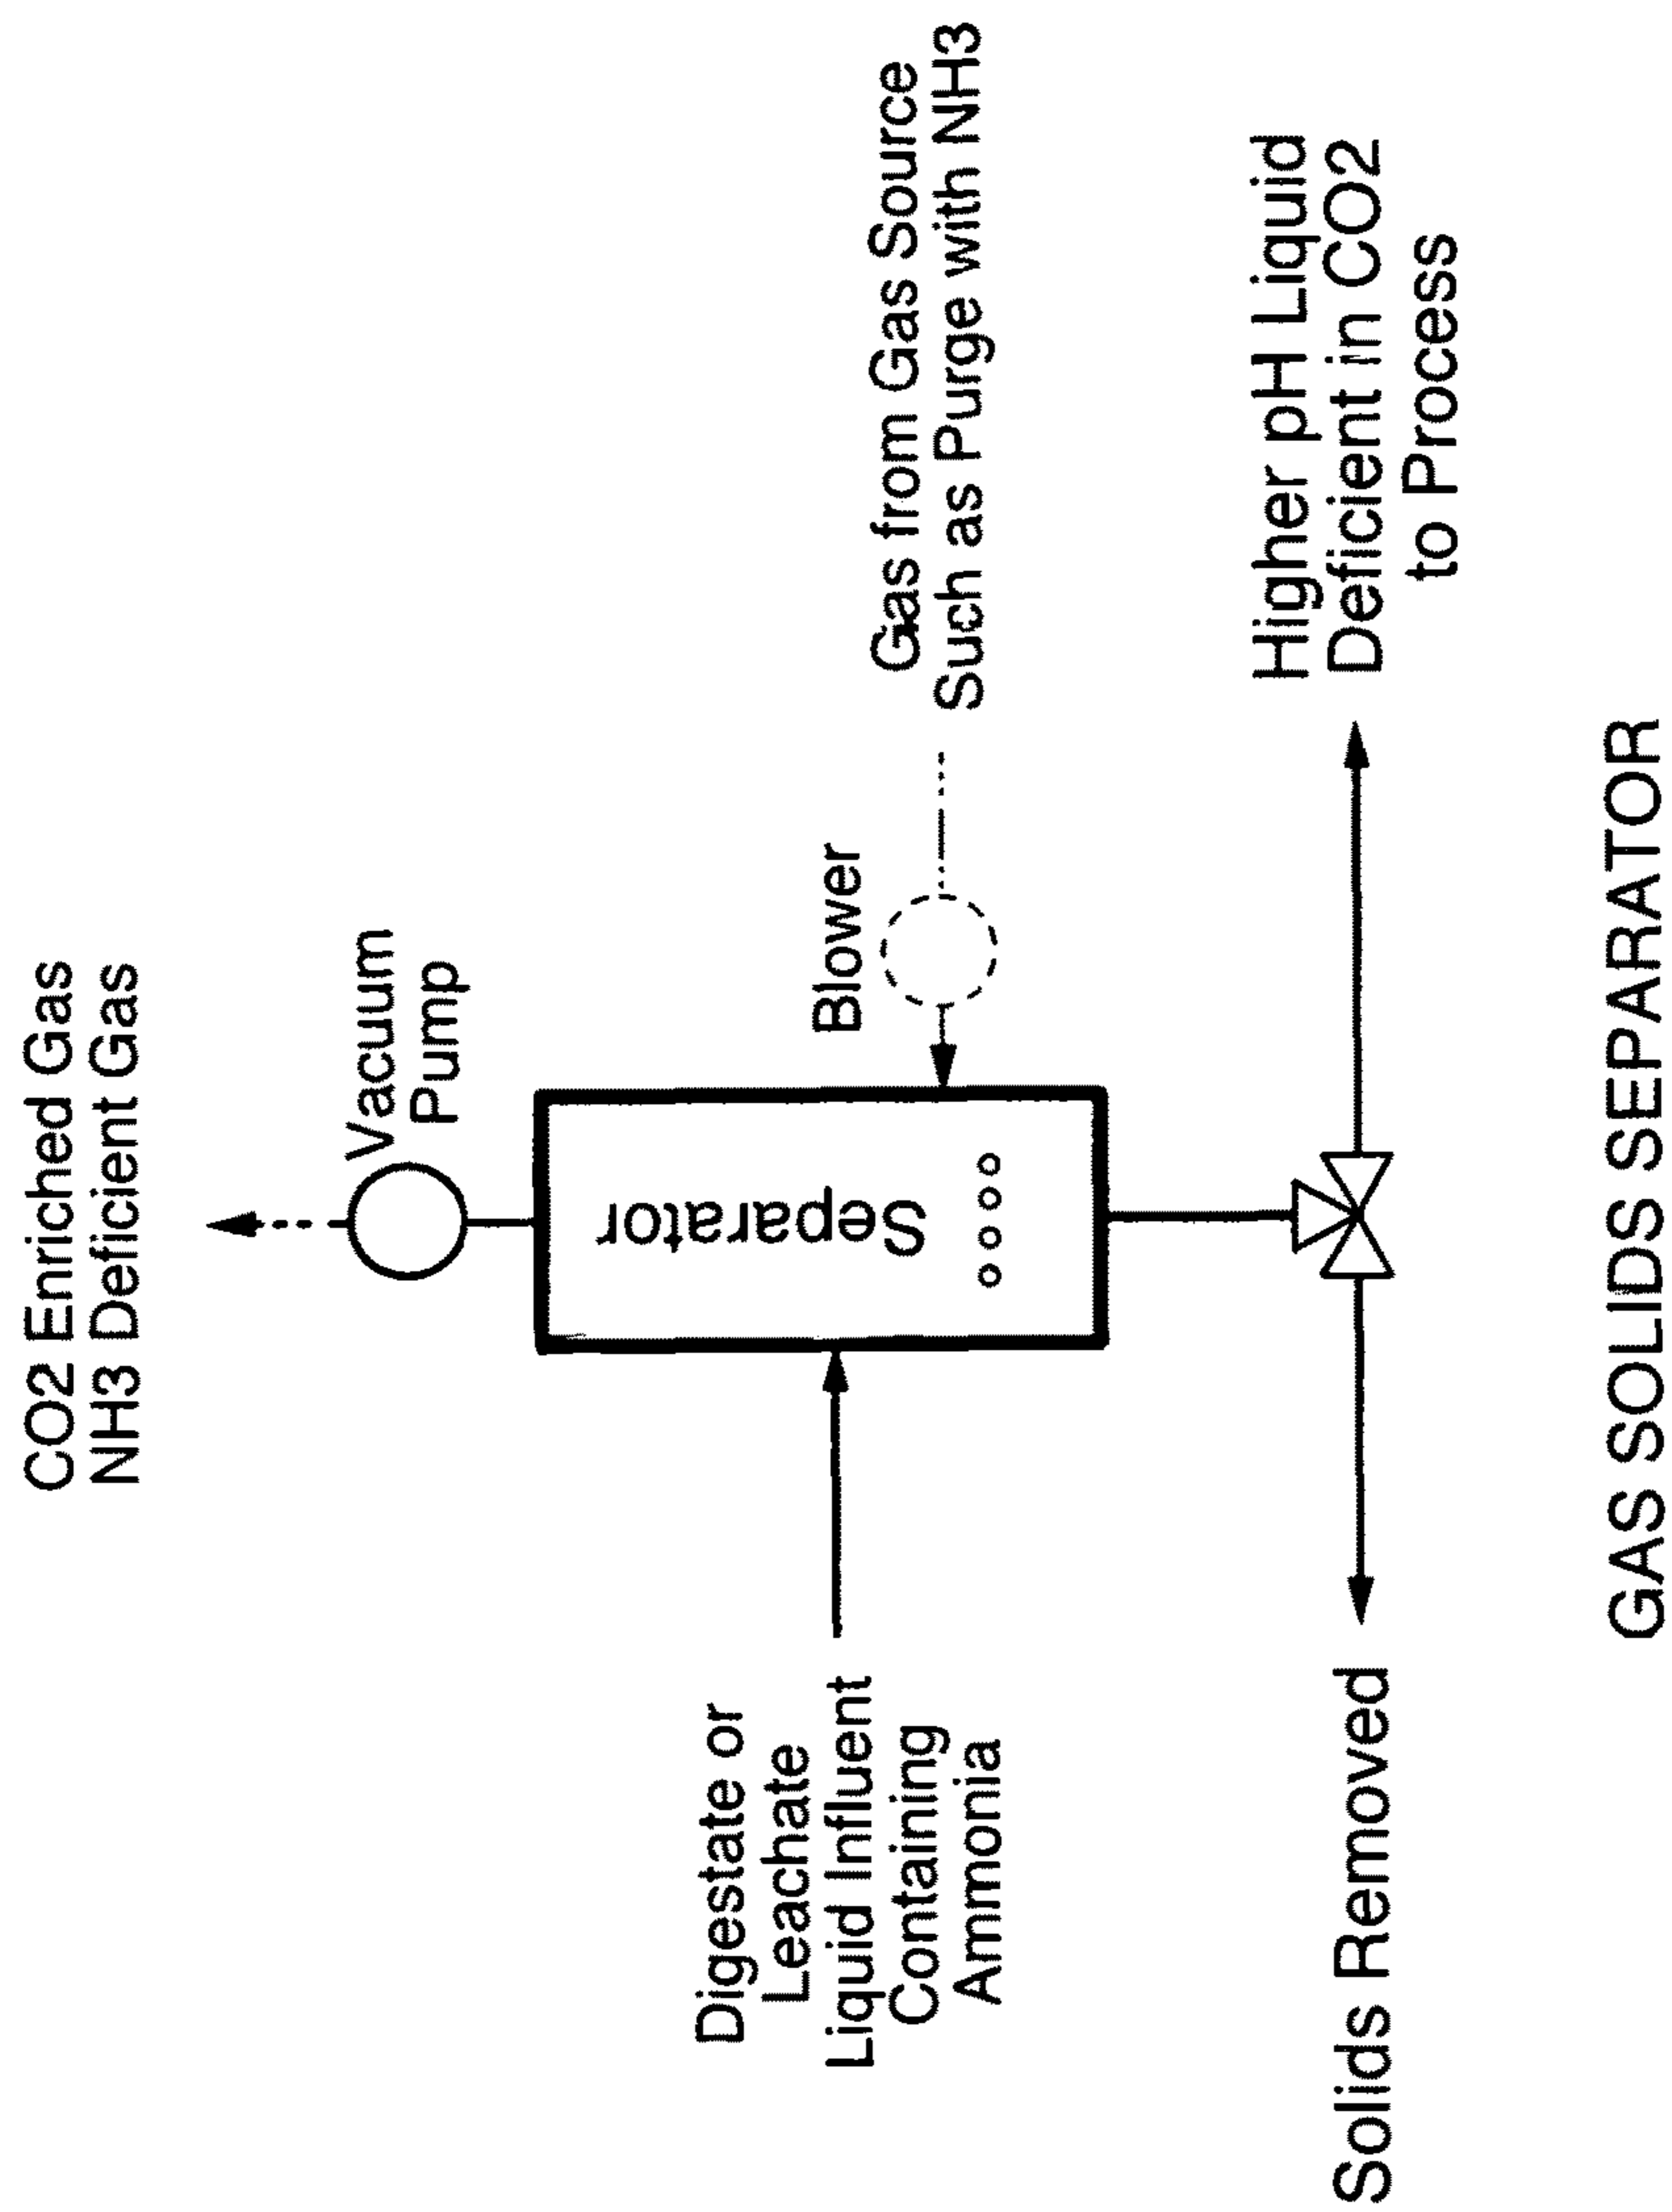 CO2 Enriched Gas
NH3 Deficient Gas
Vacuum
Pump
Blower
Gas from Gas Source
Such as Purge with NH3
Separator
Digestate or
Leachate
Liquid Influent
Containing
Ammonia
Higher pH Liquid
Deficient in CO2
to Process
Solids Removed
GAS SOLIDS SEPARATOR